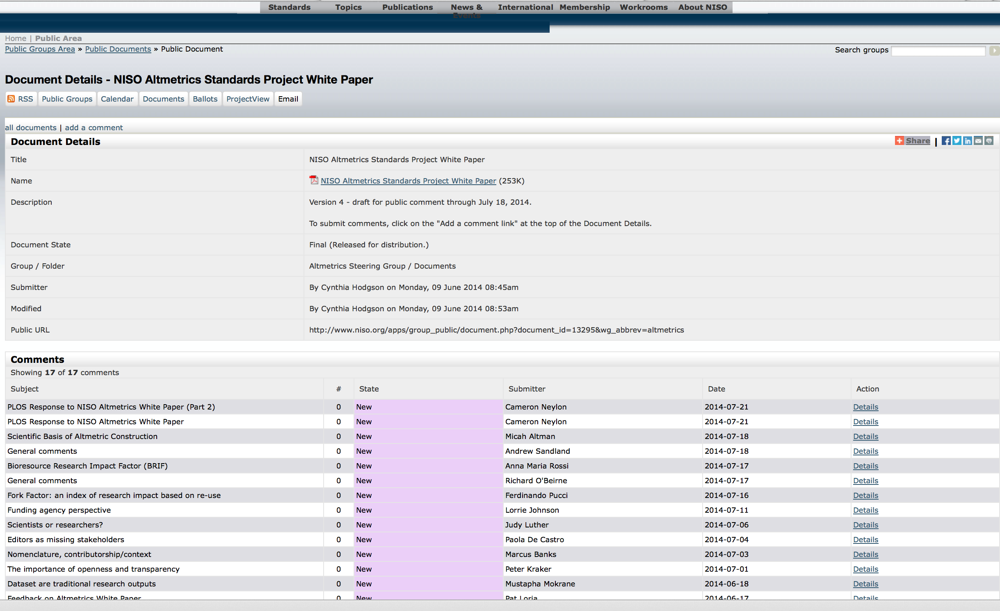 Standards Topics Publications News & Events International Membership Workrooms About NISO
Home | Public Area
Public Groups Area » Public Documents » Public Document
Search groups
Document Details - NISO Altmetrics Standards Project White Paper
RSS Public Groups Calendar Documents Ballots ProjectView Email
all documents | add a comment
Document Details
Share |
Title NISO Altmetrics Standards Project White Paper
Name NISO Altmetrics Standards Project White Paper (253K)
Description Version 4 - draft for public comment through July 18, 2014.
To submit comments, click on the "Add a comment link" at the top of the Document Details.
Document State Final (Released for distribution.)
Group / Folder Altmetrics Steering Group / Documents
Submitter By Cynthia Hodgson on Monday, 09 June 2014 08:45am
Modified By Cynthia Hodgson on Monday, 09 June 2014 08:53am
Public URL http://www.niso.org/apps/group_public/document.php?document_id=13295&wg_abbrev=altmetrics
Comments
Showing 17 of 17 comments
Subject # State Submitter Date Action
PLOS Response to NISO Altmetrics White Paper (Part 2) 0 New Cameron Neylon 2014-07-21 Details
PLOS Response to NISO Altmetrics White Paper 0 New Cameron Neylon 2014-07-21 Details
Scientific Basis of Altmetric Construction 0 New Micah Altman 2014-07-18 Details
General comments 0 New Andrew Sandland 2014-07-18 Details
Bioresource Research Impact Factor (BRIF) 0 New Anna Maria Rossi 2014-07-17 Details
General comments 0 New Richard O'Beirne 2014-07-17 Details
Fork Factor: an index of research impact based on re-use 0 New Ferdinando Pucci 2014-07-16 Details
Funding agency perspective 0 New Lorrie Johnson 2014-07-11 Details
Scientists or researchers? 0 New Judy Luther 2014-07-06 Details
Editors as missing stakeholders 0 New Paola De Castro 2014-07-04 Details
Nomenclature, contributorship/context 0 New Marcus Banks 2014-07-03 Details
The importance of openness and transparency 0 New Peter Kraker 2014-07-01 Details
Dataset are traditional research outputs 0 New Mustapha Mokrane 2014-06-18 Details
Feedback on Altmetrics White Paper 0 New Pat Loria 2014-06-17 Details